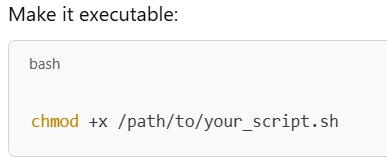 Make it executable:
bash
chmod +x /path/to/your_script.sh